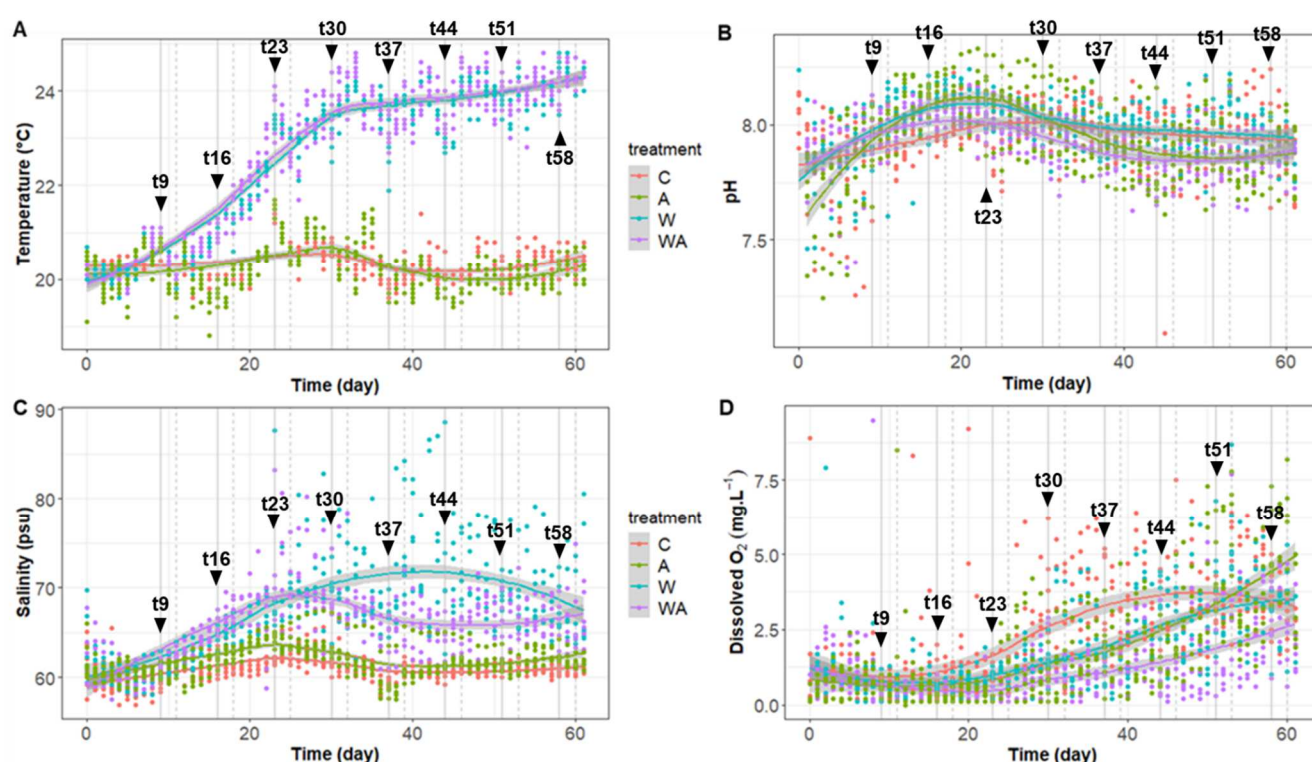 A
t9
t16
t23
t30
t37
t44
t51
t58
24
22
20
Temperature (°C)
0
20
40
60
Time (day)
treatment
C
A
W
WA
B
t9
t16
t23
t30
t37
t44
t51
t58
8.0
7.5
pH
0
20
40
60
Time (day)
C
t9
t16
t23
t30
t37
t44
t51
t58
90
80
70
60
Salinity (psu)
0
20
40
60
Time (day)
treatment
C
A
W
WA
D
t9
t16
t23
t30
t37
t44
t51
t58
7.5
5.0
2.5
0.0
Dissolved O₂ (mg.L⁻¹)
0
20
40
60
Time (day)